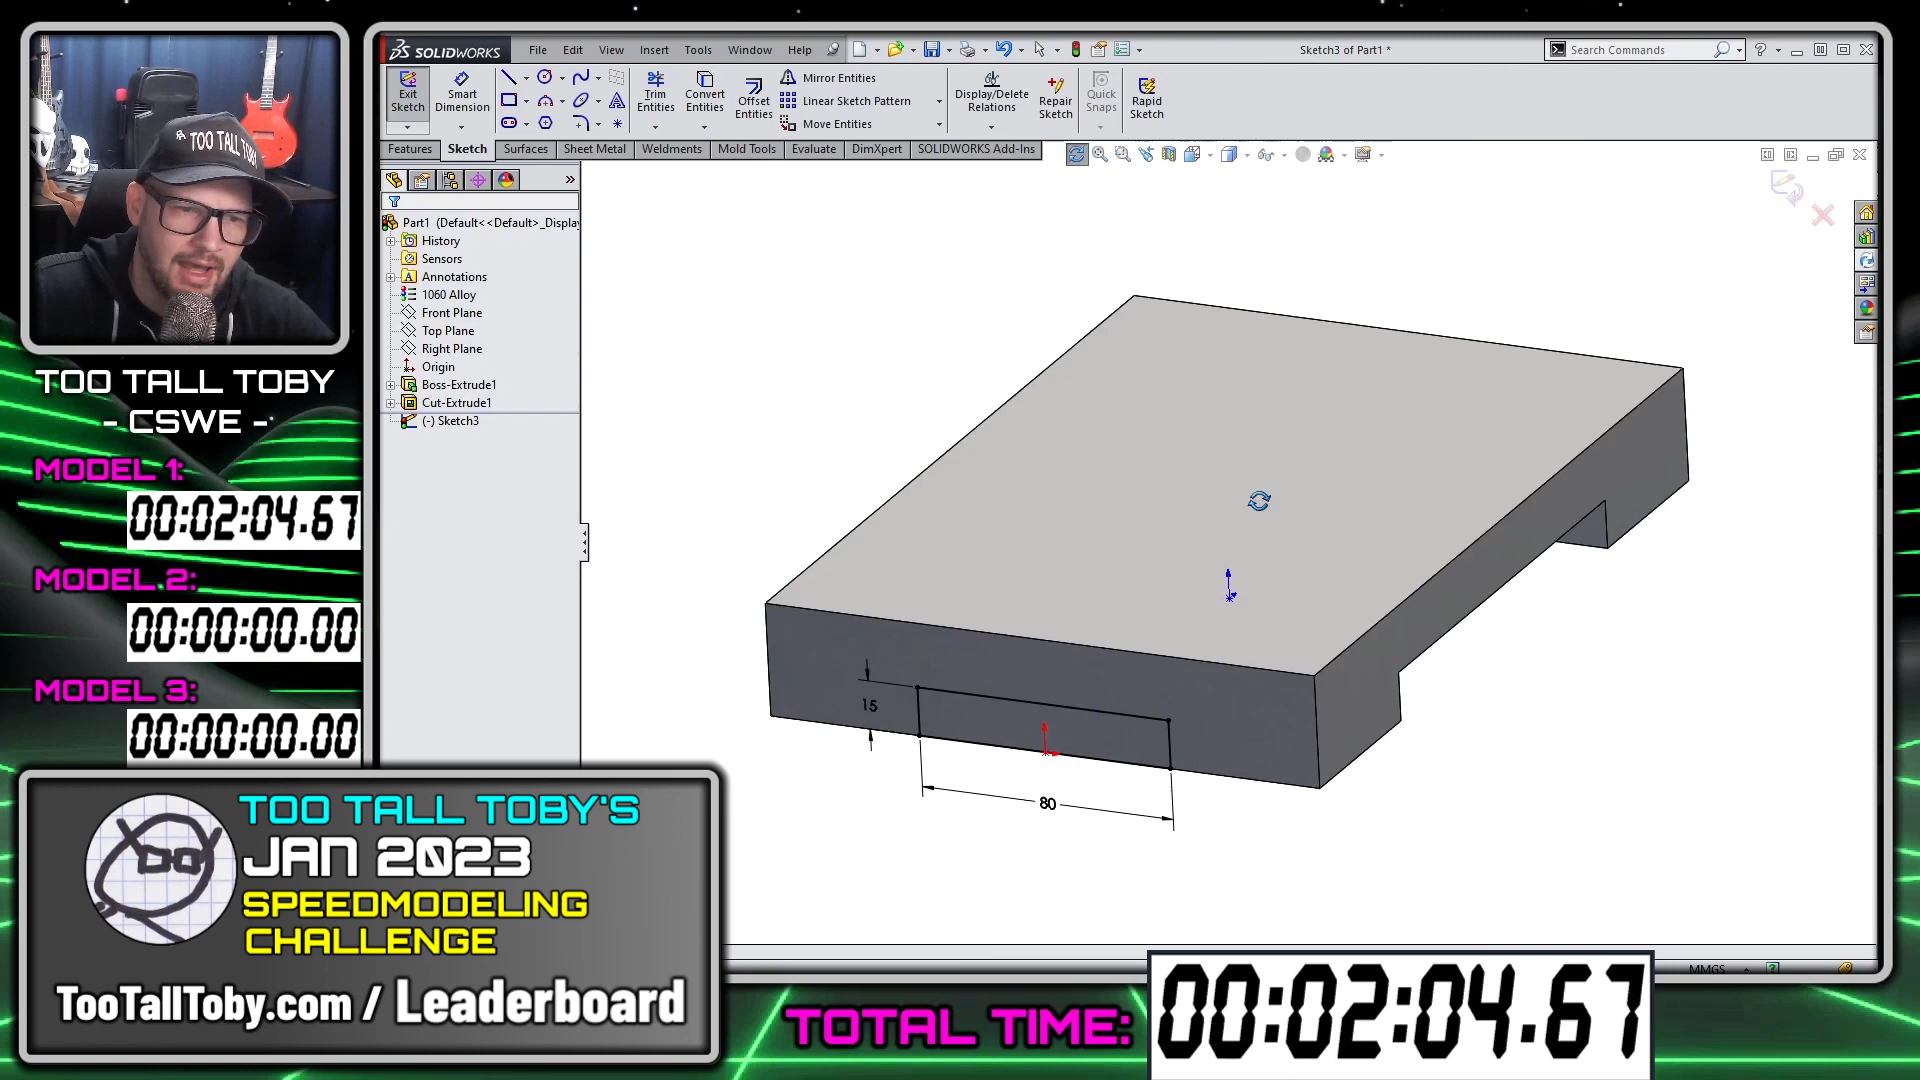 SOLIDWORKS
File Edit View Insert Tools Window Help
Sketch3 of Part1 *
Search Commands
Exit Sketch
Smart Dimension
Trim Entities
Convert Entities
Offset Entities
Mirror Entities
Linear Sketch Pattern
Move Entities
Display/Delete Relations
Repair Sketch
Quick Snaps
Rapid Sketch
Features Sketch Surfaces Sheet Metal Weldments Mold Tools Evaluate DimXpert SOLIDWORKS Add-Ins
Part1 (Default<<Default>_Display
History
Sensors
Annotations
1060 Alloy
Front Plane
Top Plane
Right Plane
Origin
Boss-Extrude1
Cut-Extrude1
(-) Sketch3
15
80
MMGS
TOO TALL TOBY
TOO TALL TOBY
- CSWE -
MODEL 1:
00:02:04.67
MODEL 2:
00:00:00.00
MODEL 3:
00:00:00.00
TOO TALL TOBY'S
JAN 2023
SPEEDMODELING
CHALLENGE
TooTallToby.com / Leaderboard
TOTAL TIME:
00:02:04.67